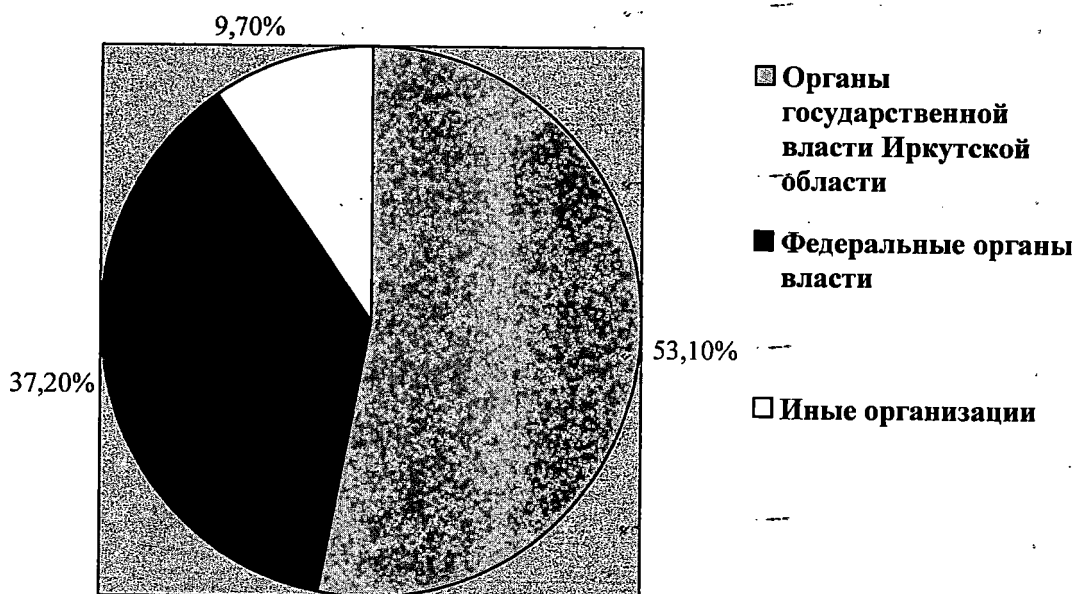 9,70%
Органы
государственной
власти Иркутской
области
Федеральные органы
власти
53,10%
37,20%
Иные организации